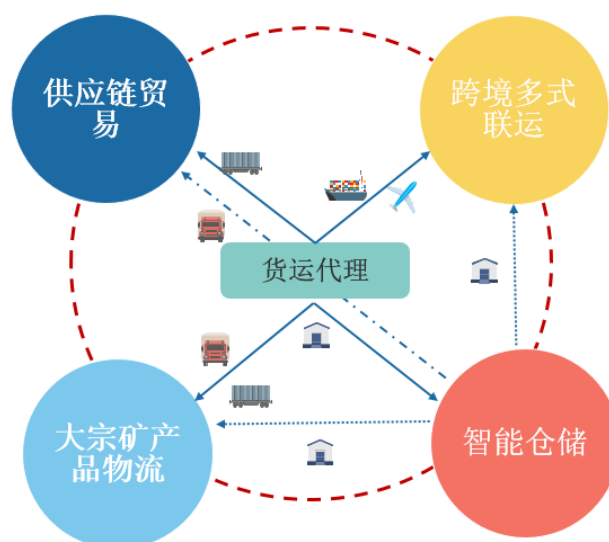 供应链贸
易
跨境多式
联运
货运代理
大宗矿产
品物流
智能仓储